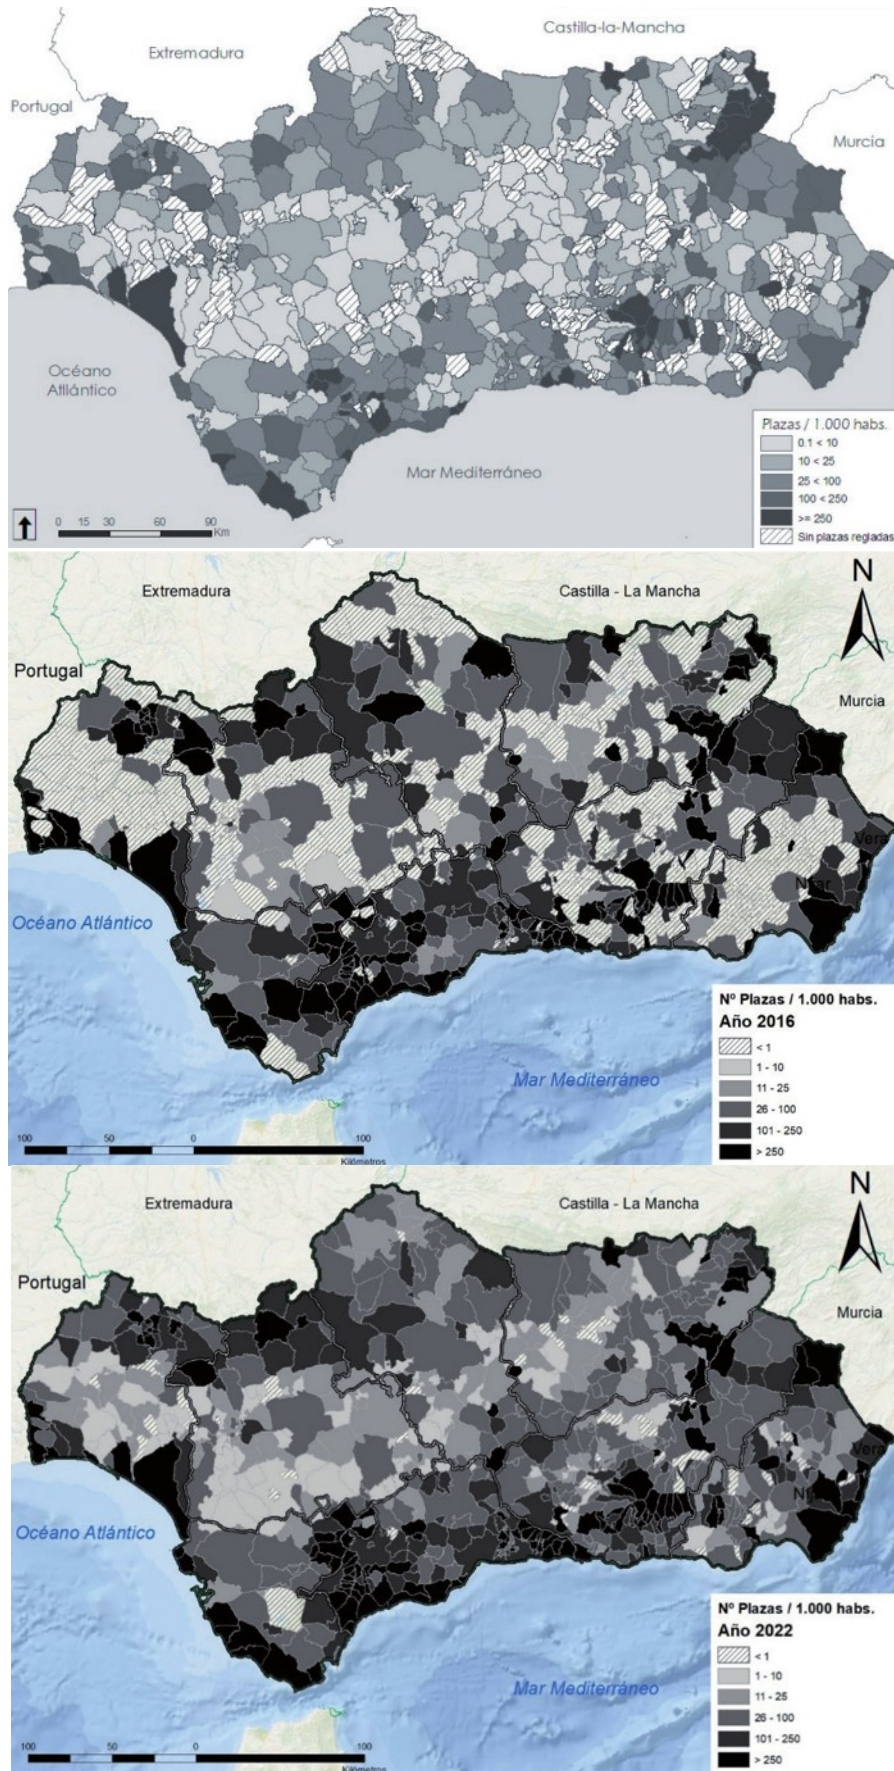 Extremadura
Castilla-la-Mancha
Portugal
Murcia
Océano
Atllántico
Mar Mediterráneo
Plazas / 1.000 habs.
0.1 < 10
10 < 25
25 < 100
100 < 250
>= 250
Sin plazas regladas
0 15 30 60 90
Km
Extremadura
Castilla - La Mancha
N
Portugal
Murcia
Vera
Océano Atlántico
Mar Mediterráneo
Nº Plazas / 1.000 habs.
Año 2016
< 1
1 - 10
11 - 25
26 - 100
101 - 250
> 250
100 50 0 100
Kilómetros
Extremadura
Castilla - La Mancha
N
Portugal
Murcia
Vera
Océano Atlántico
Mar Mediterráneo
Nº Plazas / 1.000 habs.
Año 2022
< 1
1 - 10
11 - 25
26 - 100
101 - 250
> 250
100 50 0 100
Kilómetros